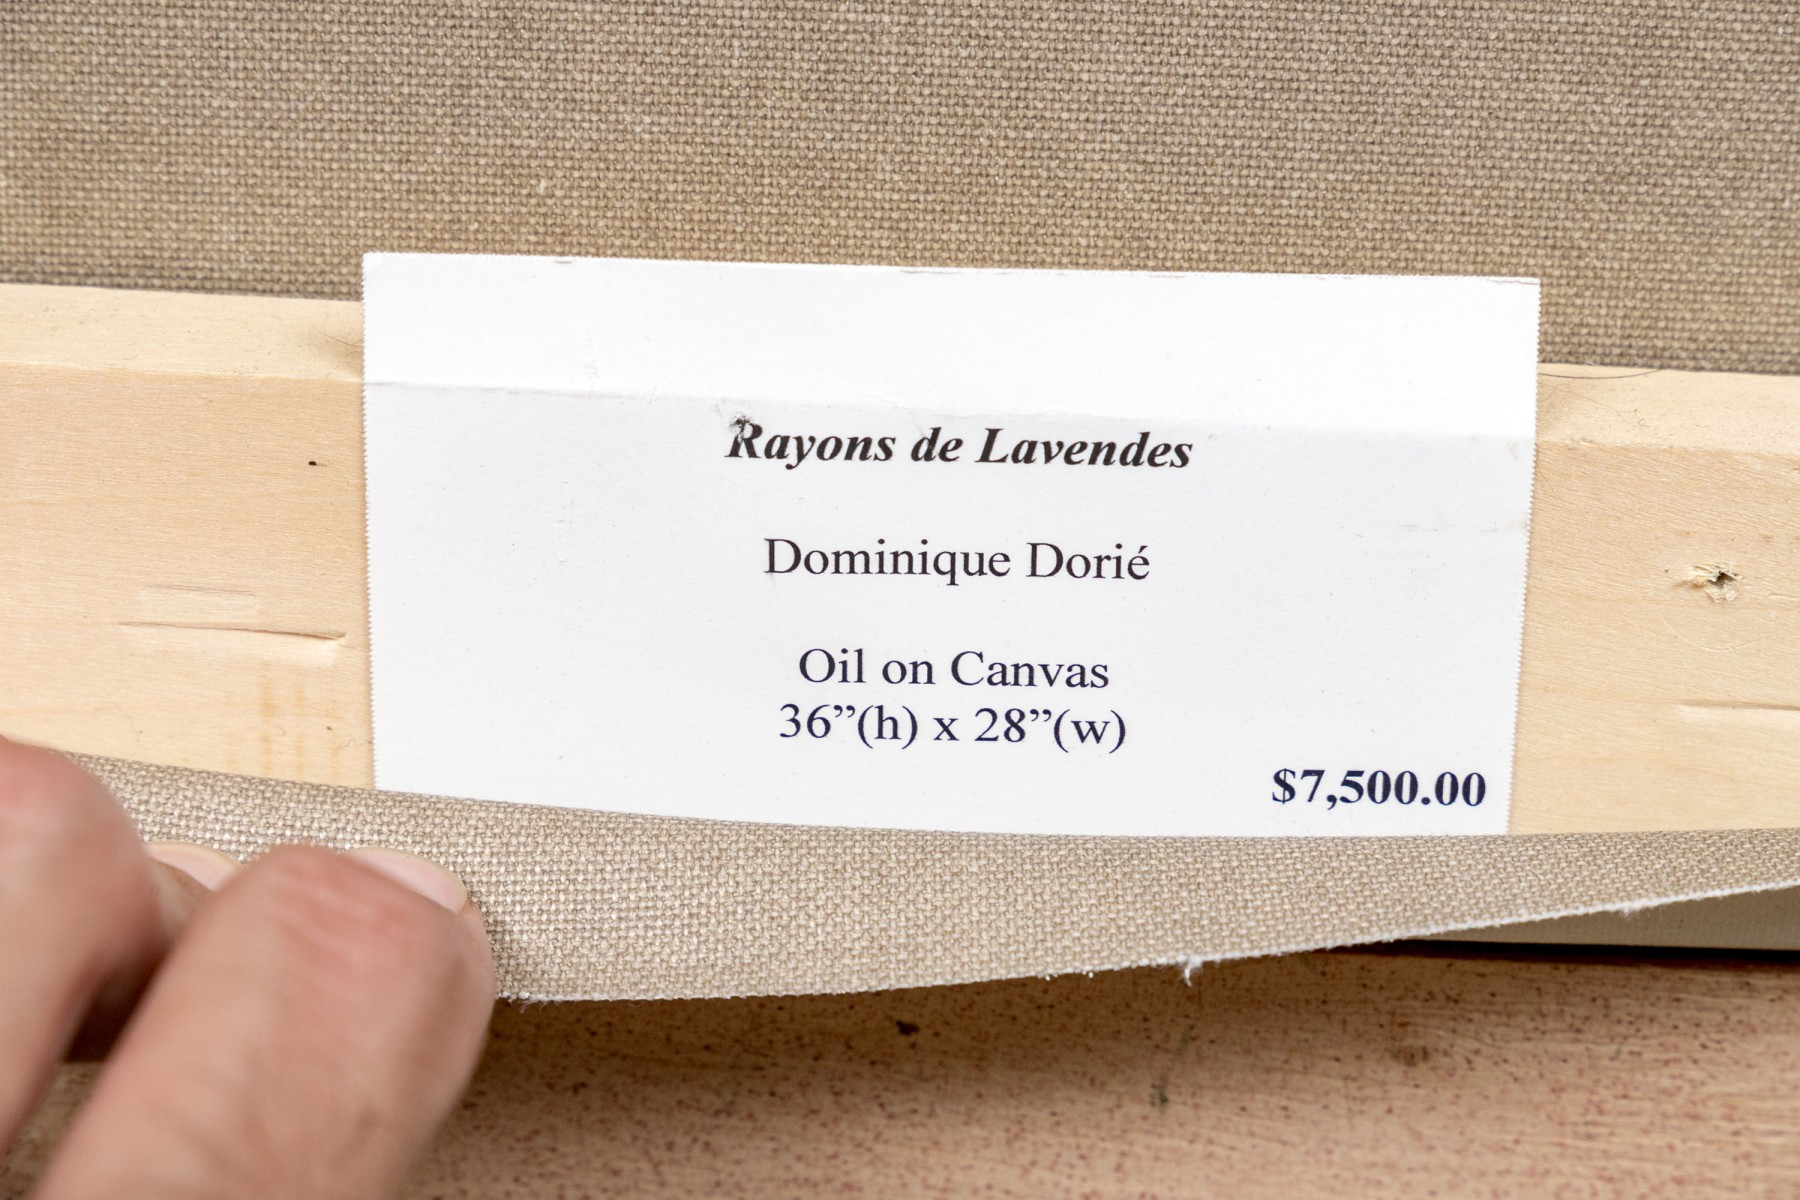 Rayons de Lavendes
Dominique Dorié
Oil on Canvas
36”(h) x 28”(w)
$7,500.00